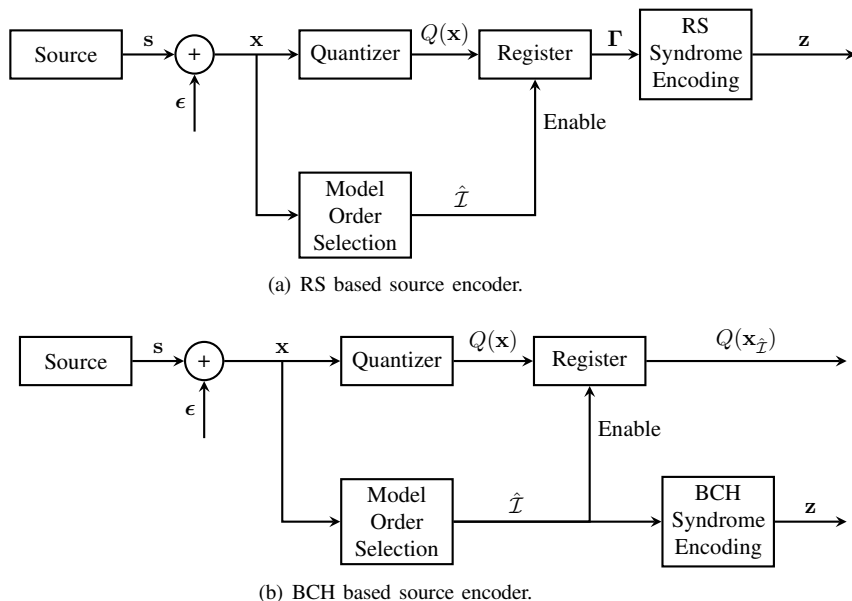 Source
s
+
ϵ
x
Quantizer
Q(x)
Register
Γ
RS
Syndrome
Encoding
z
Enable
Model
Order
Selection
Î
(a) RS based source encoder.
Source
s
+
ϵ
x
Quantizer
Q(x)
Register
Q(x_Î)
Enable
Model
Order
Selection
Î
BCH
Syndrome
Encoding
z
(b) BCH based source encoder.